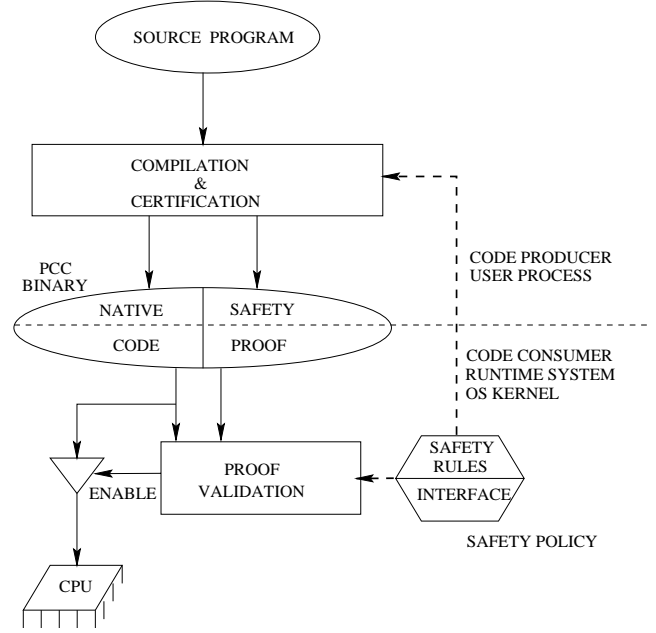 SOURCE PROGRAM
COMPILATION
&
CERTIFICATION
CODE PRODUCER
USER PROCESS
PCC
BINARY
NATIVE
SAFETY
CODE
PROOF
CODE CONSUMER
RUNTIME SYSTEM
OS KERNEL
PROOF
VALIDATION
ENABLE
SAFETY
RULES
INTERFACE
SAFETY POLICY
CPU